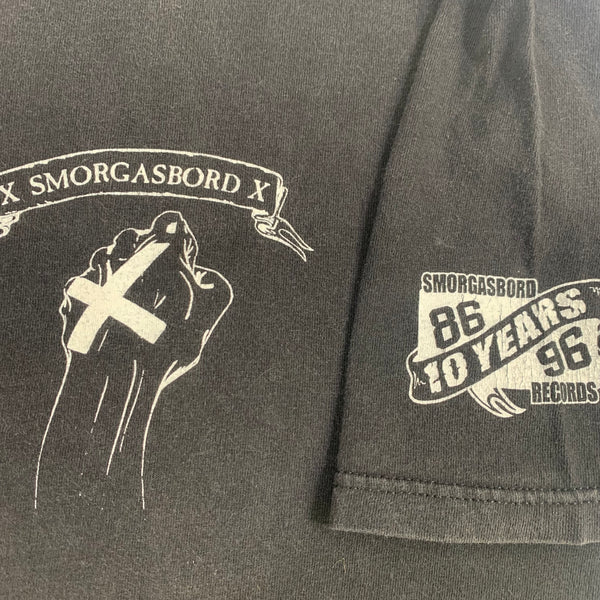 X SMORGASBORD X
SMORGASBORD
86
10 YEARS
96
RECORDS